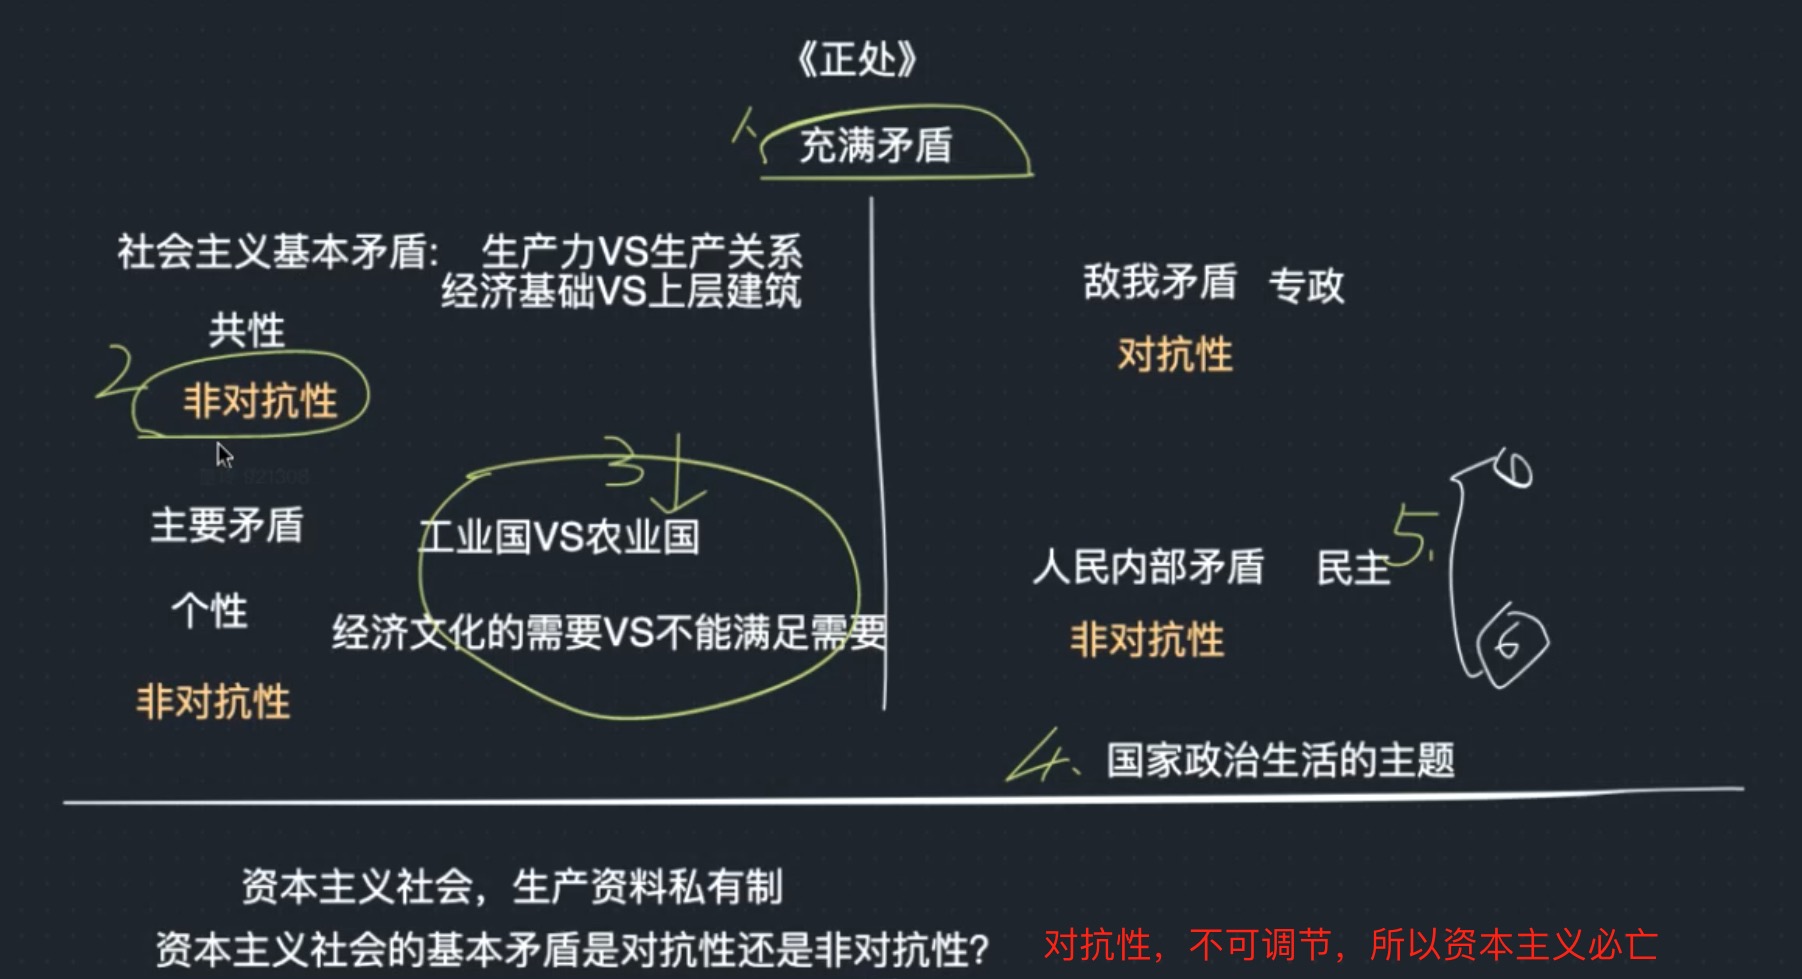 《正处》
1、
充满矛盾
社会主义基本矛盾: 生产力VS生产关系
经济基础VS上层建筑
共性
2
非对抗性
敌我矛盾 专政
对抗性
3
主要矛盾
工业国VS农业国
个性
经济文化的需要VS不能满足需要
非对抗性
人民内部矛盾 民主
5.
非对抗性
6
4、国家政治生活的主题
资本主义社会，生产资料私有制
资本主义社会的基本矛盾是对抗性还是非对抗性？ 对抗性，不可调节，所以资本主义必亡